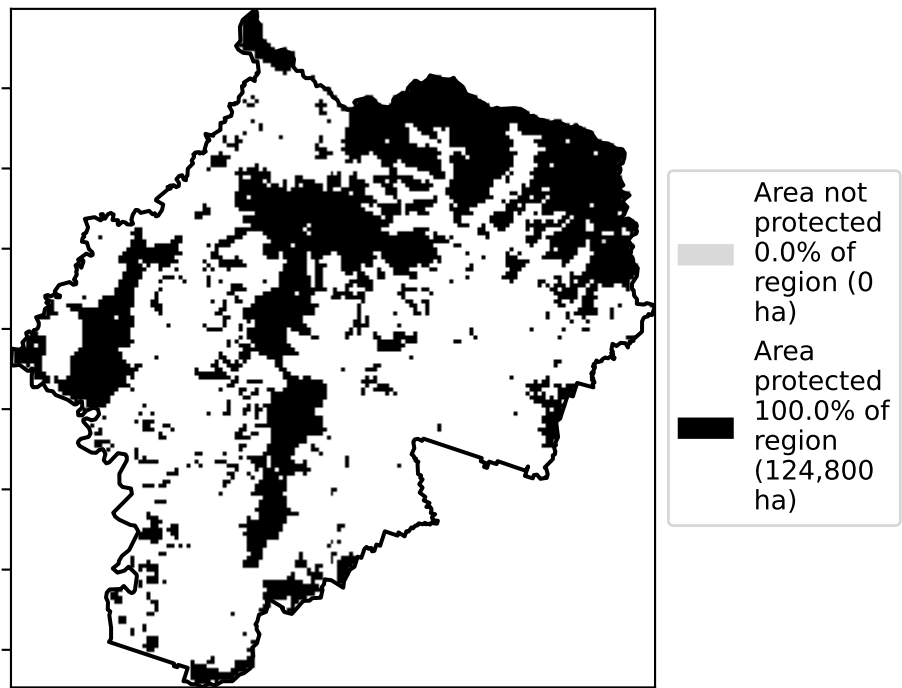 Area not
protected
0.0% of
region (0
ha)
Area
protected
100.0% of
region
(124,800
ha)